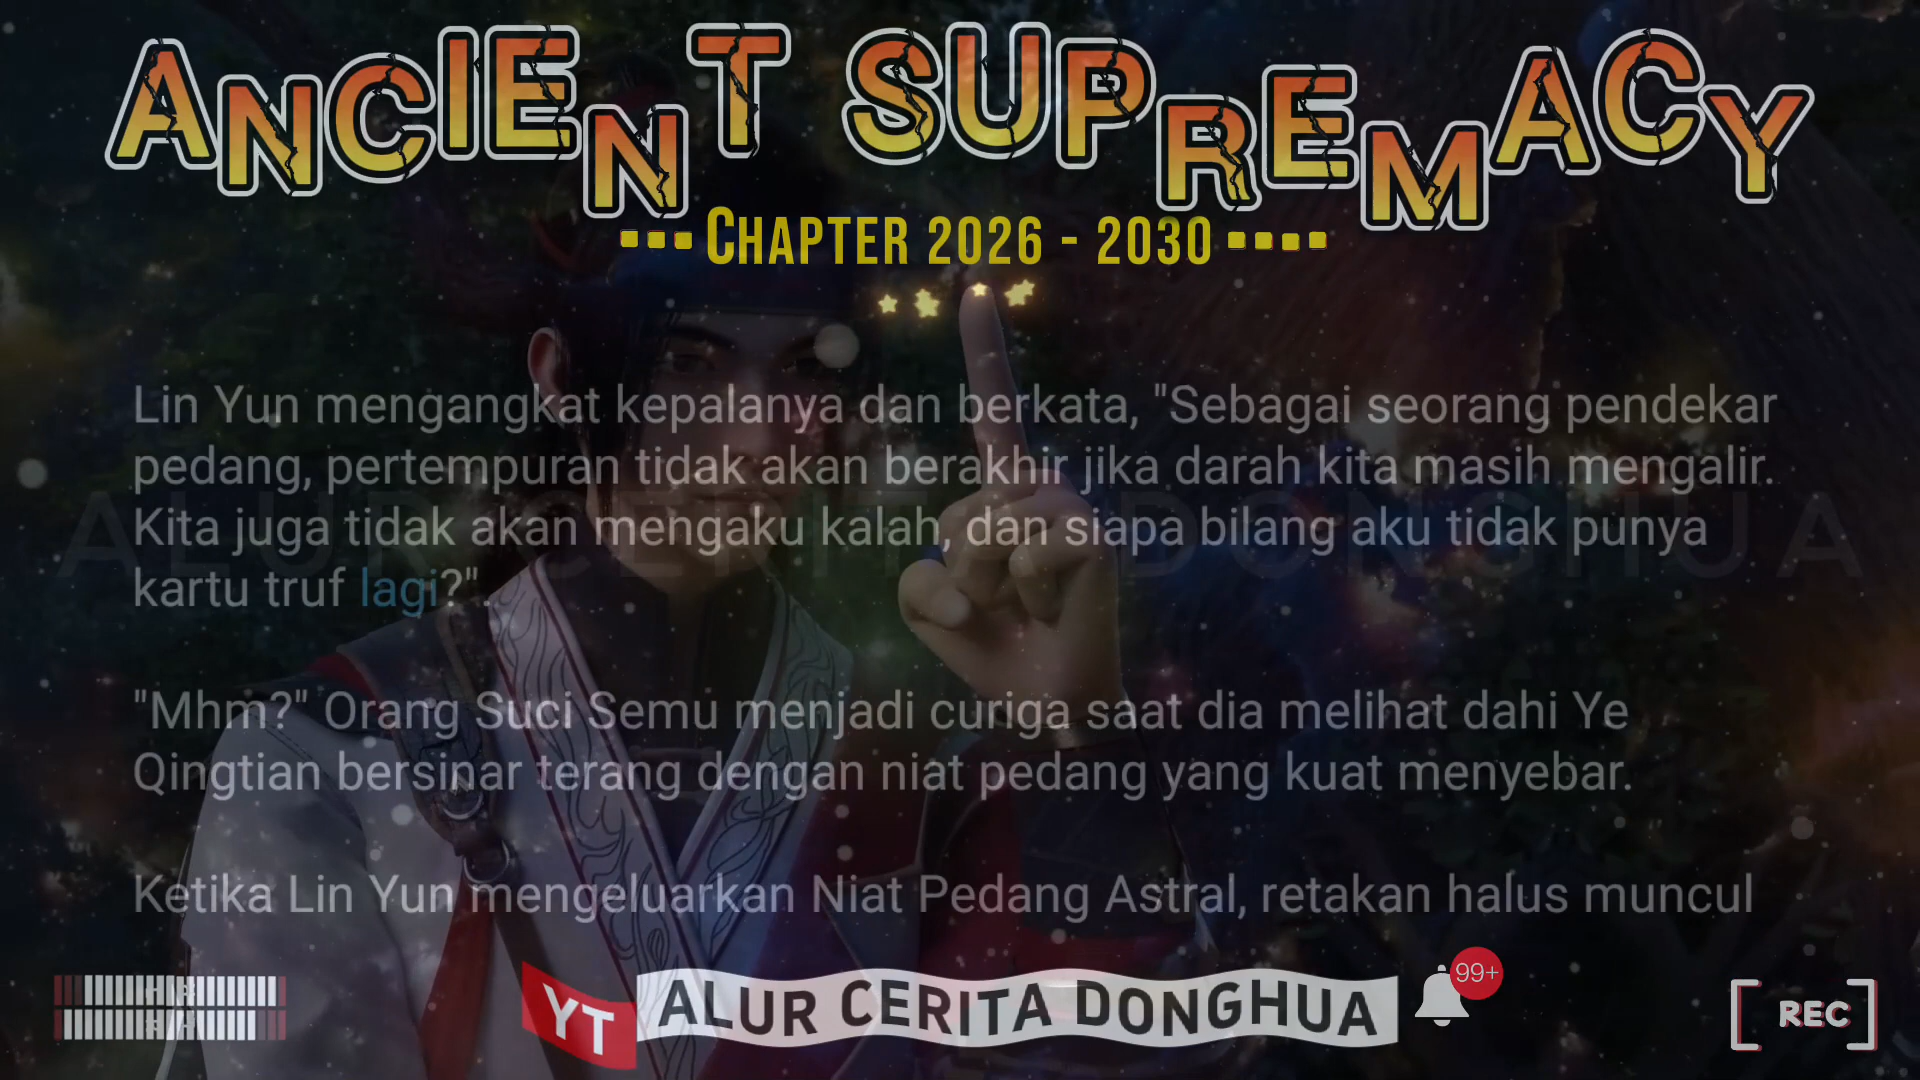 ANCIENT SUPREMACY
CHAPTER 2026 - 2030
Lin Yun mengangkat kepalanya dan berkata, "Sebagai seorang pendekar
pedang, pertempuran tidak akan berakhir jika darah kita masih mengalir.
ALUR CERITA DONGHUA
Kita juga tidak akan mengaku kalah, dan siapa bilang aku tidak punya
kartu truf lagi?".
"Mhm?" Orang Suci Semu menjadi curiga saat dia melihat dahi Ye
Qingtian bersinar terang dengan niat pedang yang kuat menyebar.
Ketika Lin Yun mengeluarkan Niat Pedang Astral, retakan halus muncul
YT ALUR CERITA DONGHUA
99+
REC